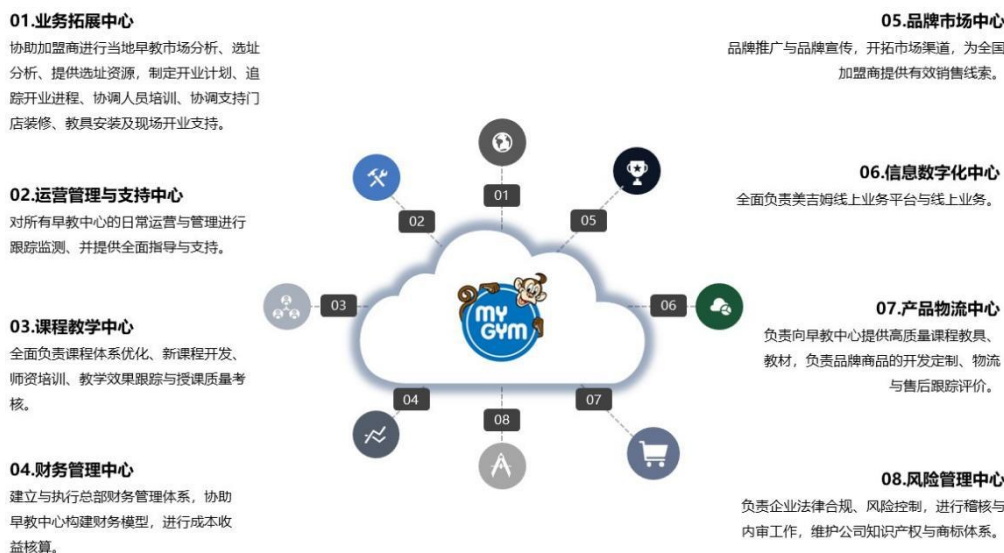 01.业务拓展中心
协助加盟商进行当地早教市场分析、选址
分析、提供选址资源，制定开业计划、追
踪开业进程、协调人员培训、协调支持门
店装修、教具安装及现场开业支持。
02.运营管理与支持中心
对所有早教中心的日常运营与管理进行
跟踪监测、并提供全面指导与支持。
03.课程教学中心
全面负责课程体系优化、新课程开发、
师资培训、教学效果跟踪与授课质量考
核。
04.财务管理中心
建立与执行总部财务管理体系，协助
早教中心构建财务模型，进行成本收
益核算。
01
02
03
04
08
05
06
07
MY
GYM
05.品牌市场中心
品牌推广与品牌宣传，开拓市场渠道，为全国
加盟商提供有效销售线索。
06.信息数字化中心
全面负责美吉姆线上业务平台与线上业务。
07.产品物流中心
负责向早教中心提供高质量课程教具、
教材，负责品牌商品的开发定制、物流
与售后跟踪评价。
08.风险管理中心
负责企业法律合规、风险控制，进行稽核与
内审工作，维护公司知识产权与商标体系。